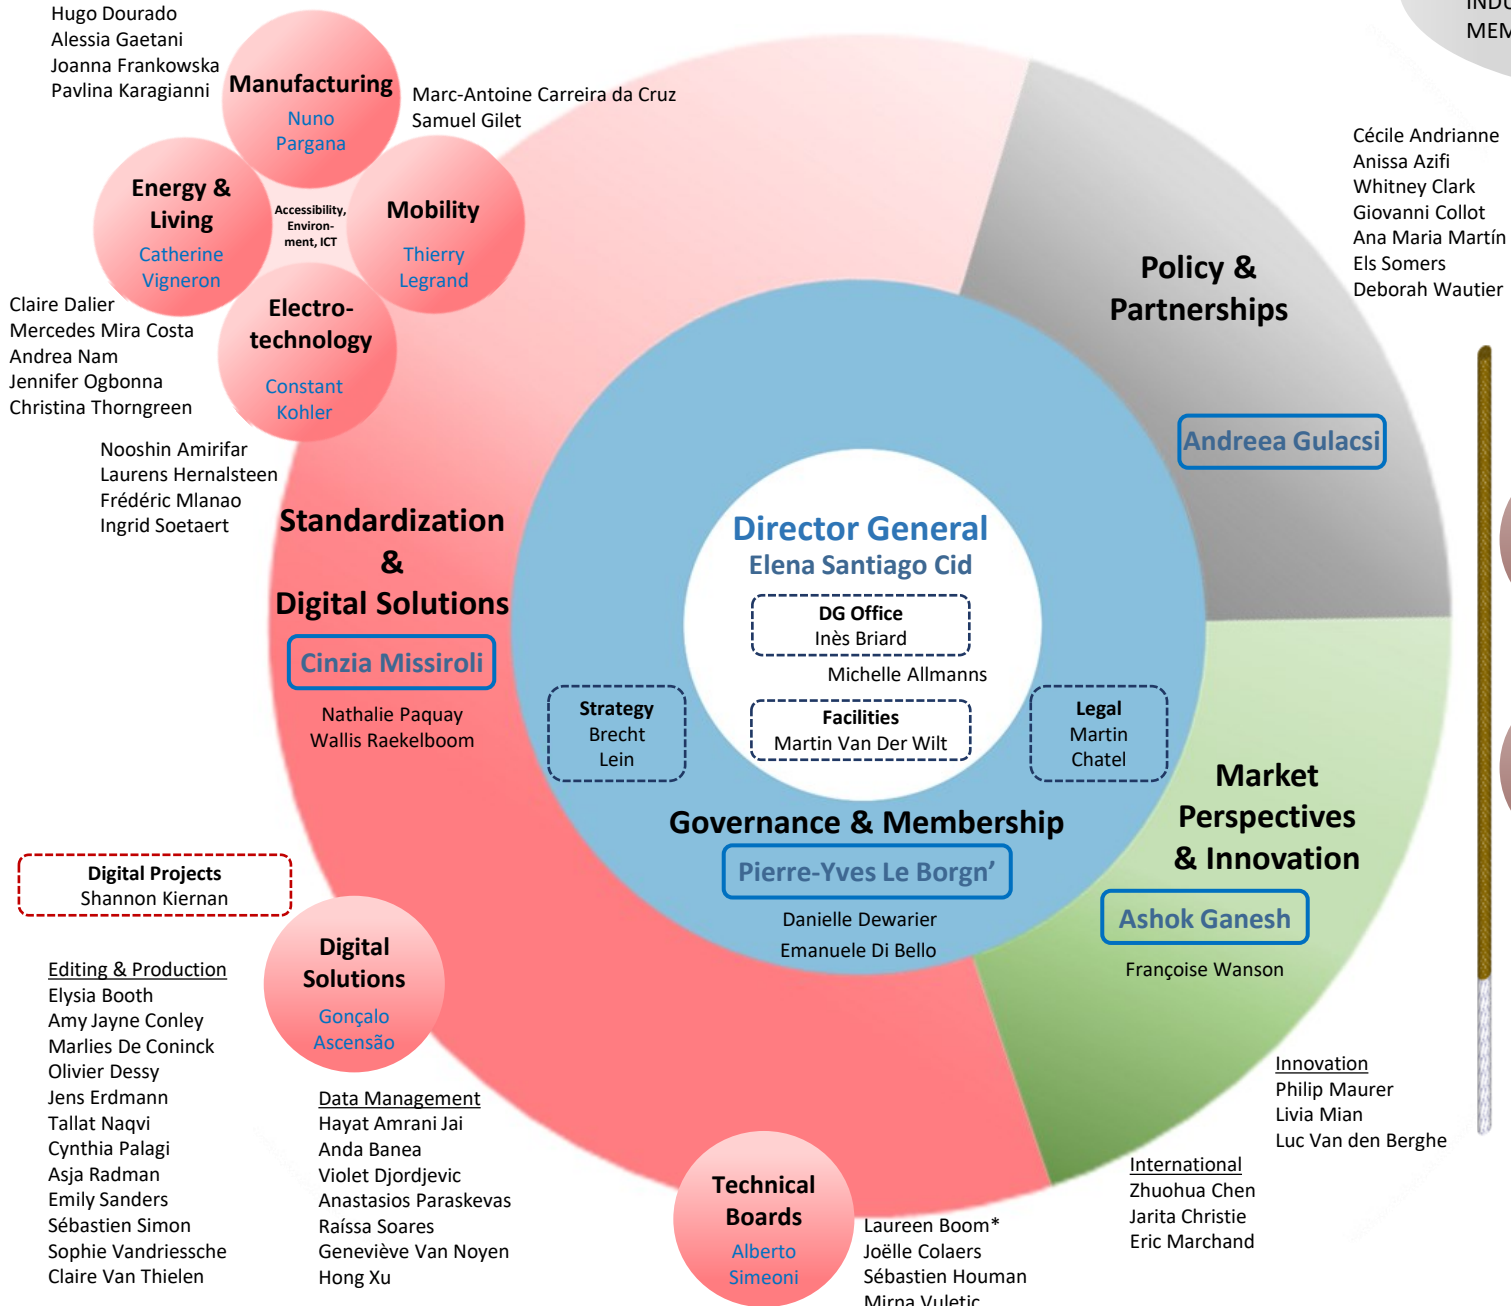 Hugo Dourado
Alessia Gaetani
Joanna Frankowska
Pavlina Karagianni
Manufacturing
Nuno
Pargana
Marc-Antoine Carreira da Cruz
Samuel Gilet
Energy &
Living
Catherine
Vigneron
Accessibility,
Environ-
ment, ICT
Mobility
Thierry
Legrand
Claire Dalier
Mercedes Mira Costa
Andrea Nam
Jennifer Ogbonna
Christina Thorngreen
Electro-
technology
Constant
Kohler
Nooshin Amirifar
Laurens Hernalsteen
Frédéric Mlanao
Ingrid Soetaert
Standardization
&
Digital Solutions
Cinzia Missiroli
Nathalie Paquay
Wallis Raekelboom
Policy &
Partnerships
Andreea Gulacsi
Cécile Andrianne
Anissa Azifi
Whitney Clark
Giovanni Collot
Ana Maria Martín
Els Somers
Deborah Wautier
Director General
Elena Santiago Cid
DG Office
Inès Briard
Michelle Allmanns
Facilities
Martin Van Der Wilt
Strategy
Brecht
Lein
Legal
Martin
Chatel
Governance & Membership
Pierre-Yves Le Borgn’
Danielle Dewarier
Emanuele Di Bello
Market
Perspectives
& Innovation
Ashok Ganesh
Françoise Wanson
Innovation
Philip Maurer
Livia Mian
Luc Van den Berghe
International
Zhuohua Chen
Jarita Christie
Eric Marchand
Digital Projects
Shannon Kiernan
Digital
Solutions
Gonçalo
Ascensão
Editing & Production
Elysia Booth
Amy Jayne Conley
Marlies De Coninck
Olivier Dessy
Jens Erdmann
Tallat Naqvi
Cynthia Palagi
Asja Radman
Emily Sanders
Sébastien Simon
Sophie Vandriessche
Claire Van Thielen
Data Management
Hayat Amrani Jai
Anda Banea
Violet Djordjevic
Anastasios Paraskevas
Raíssa Soares
Geneviève Van Noyen
Hong Xu
Technical
Boards
Alberto
Simeoni
Laureen Boom*
Joëlle Colaers
Sébastien Houman
Mirna Vuletic